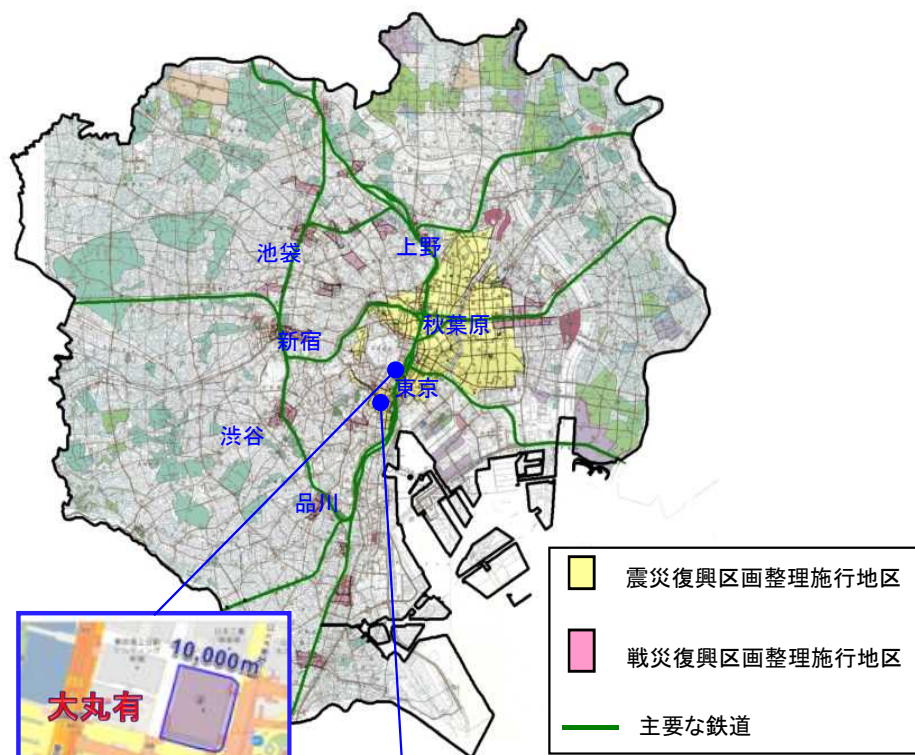 池袋
上野
秋葉原
新宿
東京
渋谷
品川
10,000㎡
大丸有
震災復興区画整理施行地区
戦災復興区画整理施行地区
主要な鉄道